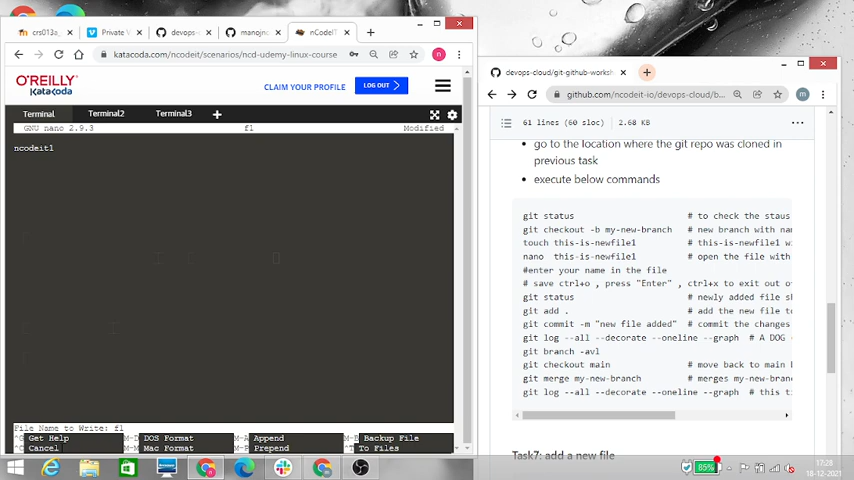 crs013a_
Private V
devops-c
manojnc
nCodeIT
katacoda.com/ncodeit/scenarios/ncd-udemy-linux-course
n
O'REILLY
Katacoda
CLAIM YOUR PROFILE
LOG OUT
Terminal
Terminal2
Terminal3
GNU nano 2.9.3 f1 Modified
ncodeit1
File Name to Write: f1
^G Get Help M-D DOS Format M-A Append M-B Backup File
^C Cancel M-M Mac Format M-P Prepend ^T To Files
devops-cloud/git-github-worksh
github.com/ncodeit-io/devops-cloud/b...
m
61 lines (60 sloc) 2.68 KB
go to the location where the git repo was cloned in
previous task
execute below commands
git status # to check the staus
git checkout -b my-new-branch # new branch with nam
touch this-is-newfile1 # this-is-newfile1 wi
nano this-is-newfile1 # open the file with
#enter your name in the file
# save ctrl+o , press "Enter" , ctrl+x to exit out o
git status # newly added file s
git add . # add the new file to
git commit -m "new file added" # commit the changes
git log --all --decorate --oneline --graph # A DOG
git branch -avl
git checkout main # move back to main b
git merge my-new-branch # merges my-new-branc
git log --all --decorate --oneline --graph # this ti
Task7: add a new file
85%
17:28
18-12-2021